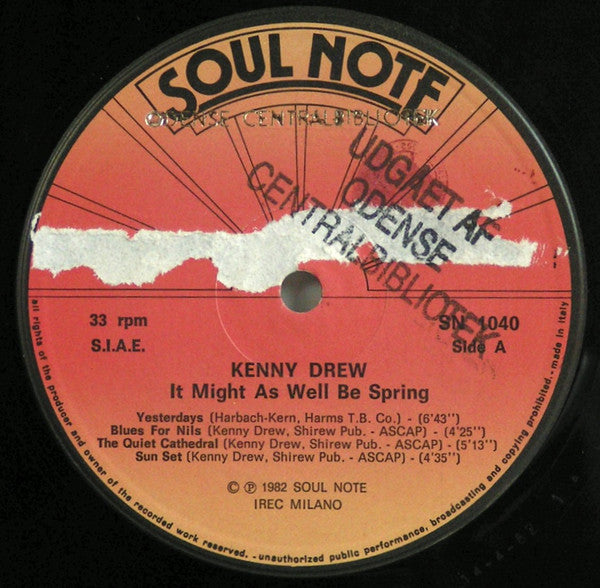 SOUL NOTE
ODENSE CENTRALBIBLIOTEK
UDGAET AF
ODENSE
CENTRALBIBLIOTEK
33 rpm
S.I.A.E.
SN 1040
Side A
KENNY DREW
It Might As Well Be Spring
Yesterdays (Harbach-Kern, Harms T.B. Co.) - (6'43'')
Blues For Nils (Kenny Drew, Shirew Pub. - ASCAP) - (4'25'')
The Quiet Cathedral (Kenny Drew, Shirew Pub. - ASCAP) - (5'13'')
Sun Set (Kenny Drew, Shirew Pub. - ASCAP) - (4'35'')
© ℗ 1982 SOUL NOTE
IREC MILANO
all rights of the producer and owner of the recorded work reserved. - unauthorized public performance, broadcasting and copying prohibited. - made in italy